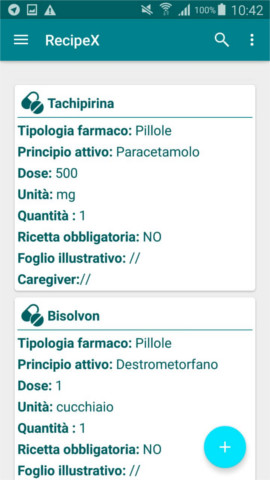 100% 10:42
RecipeX
Tachipirina
Tipologia farmaco: Pillole
Principio attivo: Paracetamolo
Dose: 500
Unità: mg
Quantità : 1
Ricetta obbligatoria: NO
Foglio illustrativo: //
Caregiver://
Bisolvon
Tipologia farmaco: Pillole
Principio attivo: Destrometorfano
Dose: 1
Unità: cucchiaio
Quantità : 1
Ricetta obbligatoria: NO
Foglio illustrativo: //